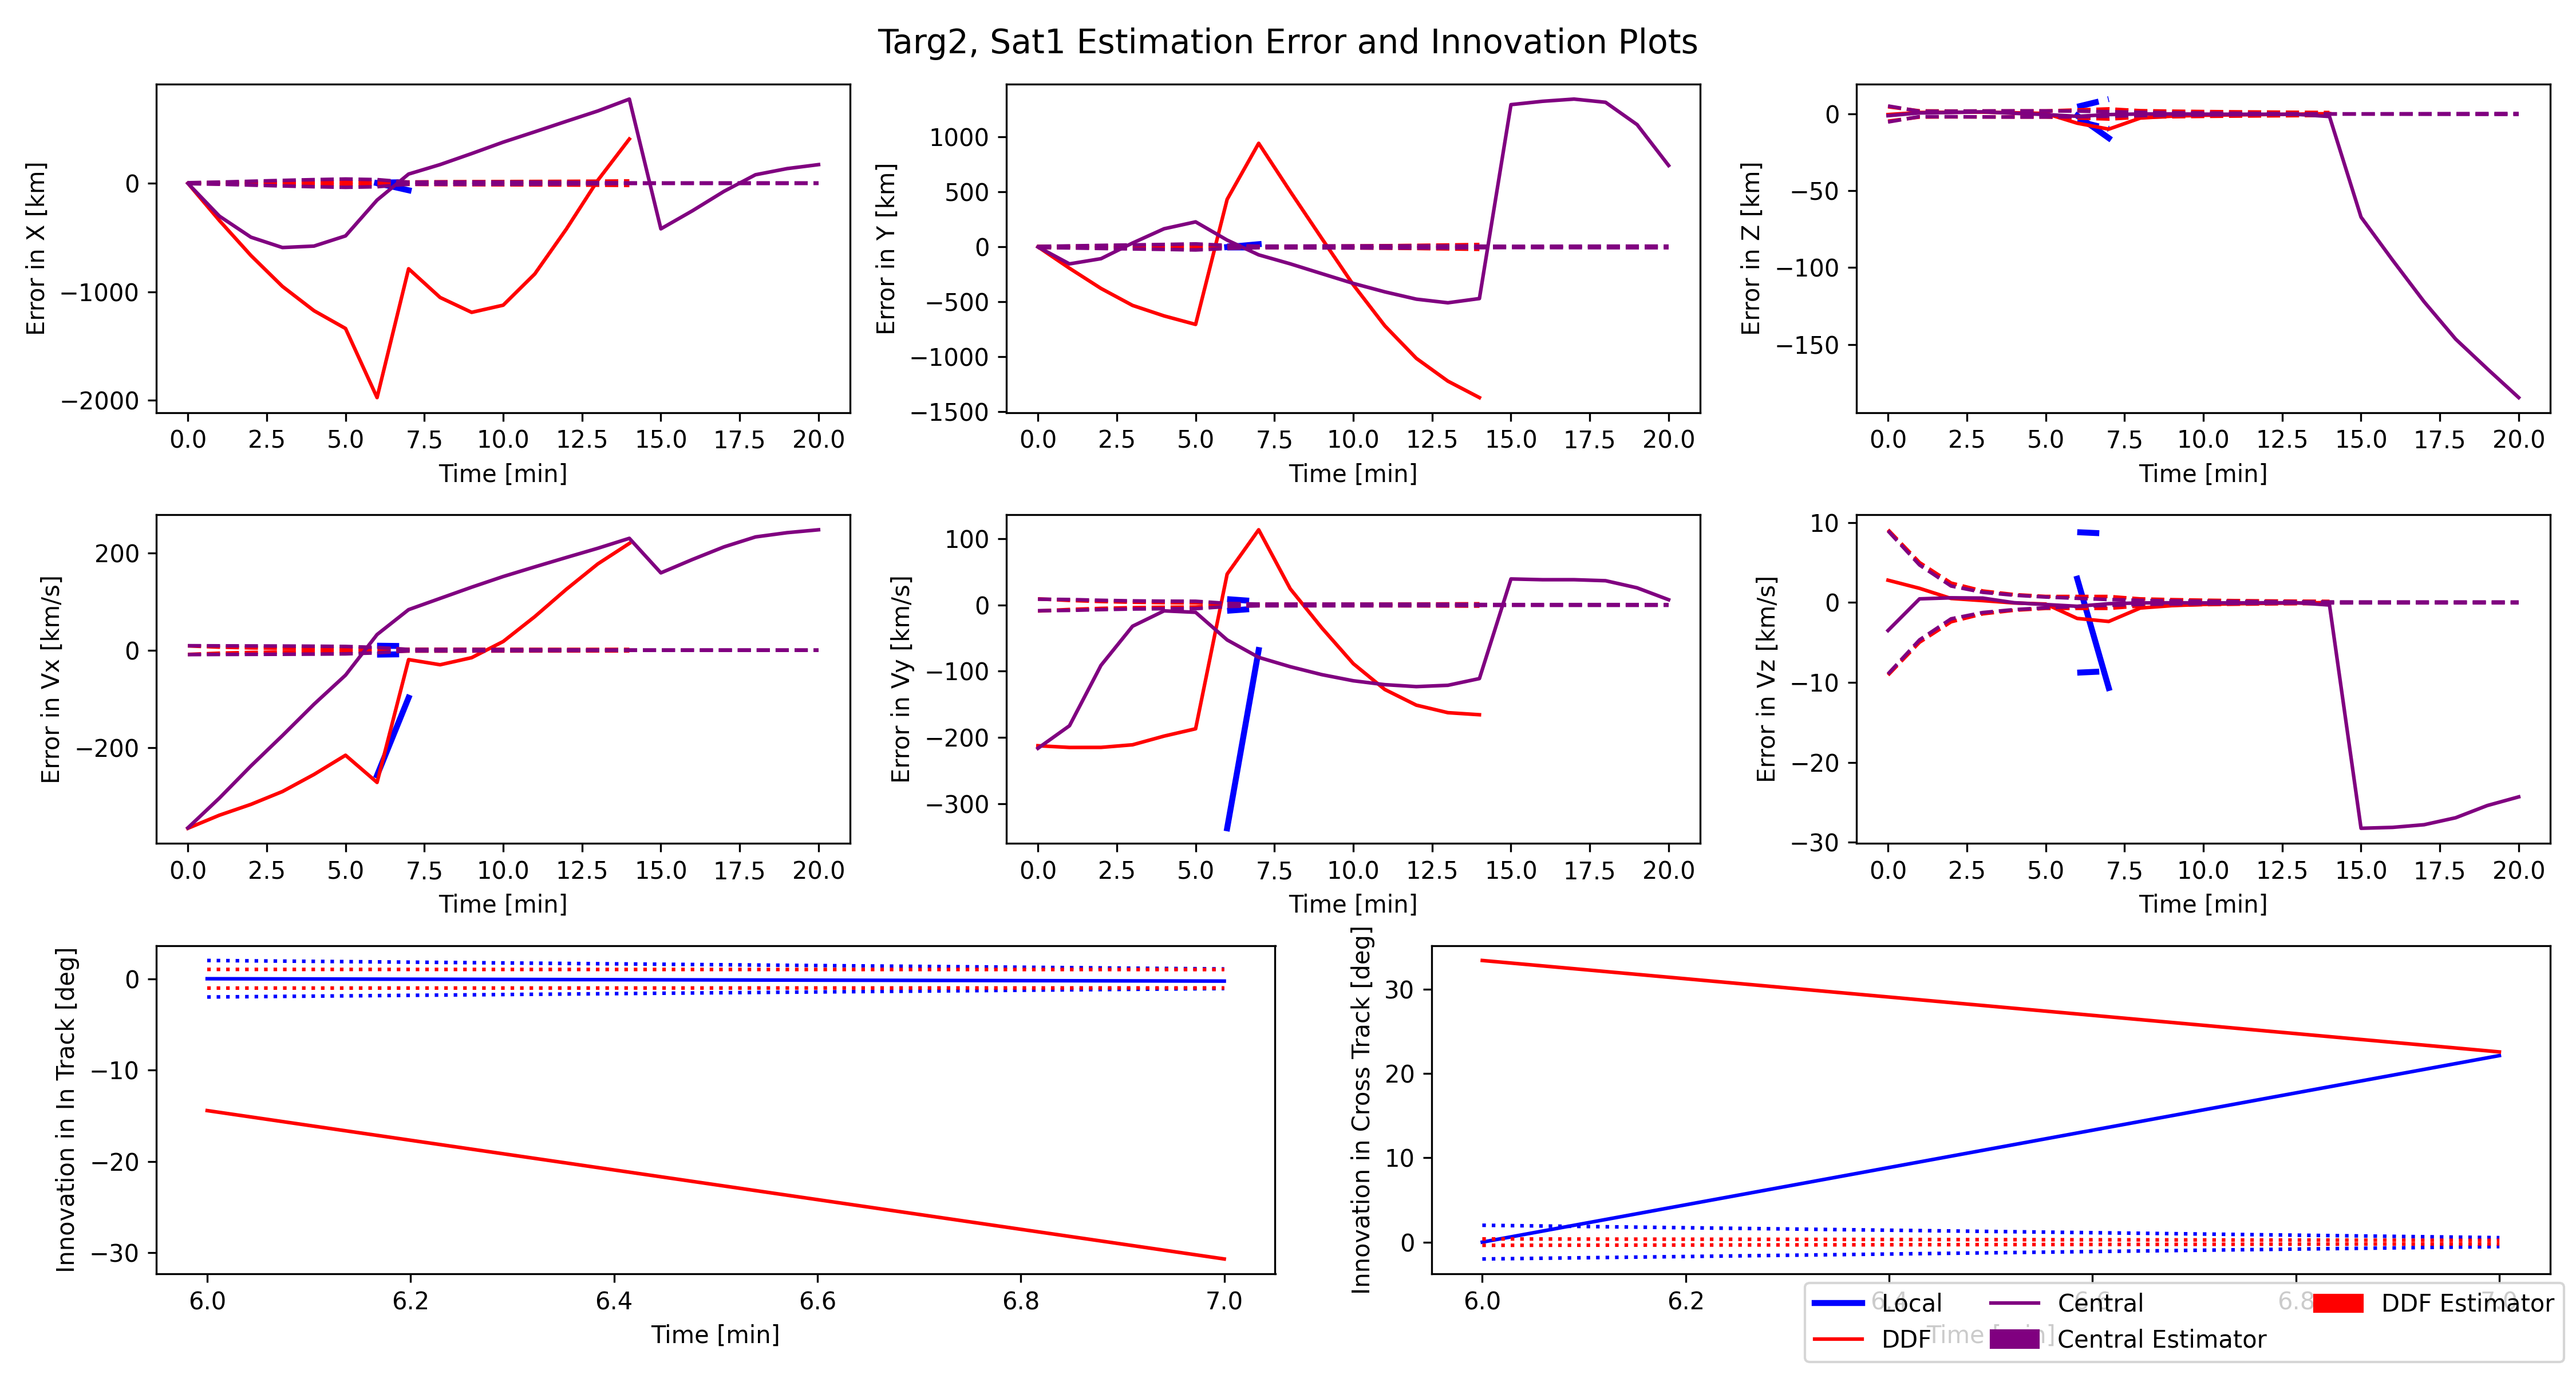 Targ2, Sat1 Estimation Error and Innovation Plots
Error in X [km]
0
−1000
−2000
0.0 2.5 5.0 7.5 10.0 12.5 15.0 17.5 20.0
Time [min]
Error in Y [km]
1000
500
0
−500
−1000
−1500
0.0 2.5 5.0 7.5 10.0 12.5 15.0 17.5 20.0
Time [min]
Error in Z [km]
0
−50
−100
−150
0.0 2.5 5.0 7.5 10.0 12.5 15.0 17.5 20.0
Time [min]
Error in Vx [km/s]
200
0
−200
0.0 2.5 5.0 7.5 10.0 12.5 15.0 17.5 20.0
Time [min]
Error in Vy [km/s]
100
0
−100
−200
−300
0.0 2.5 5.0 7.5 10.0 12.5 15.0 17.5 20.0
Time [min]
Error in Vz [km/s]
10
0
−10
−20
−30
0.0 2.5 5.0 7.5 10.0 12.5 15.0 17.5 20.0
Time [min]
Innovation in In Track [deg]
0
−10
−20
−30
6.0 6.2 6.4 6.6 6.8 7.0
Time [min]
Innovation in Cross Track [deg]
30
20
10
0
6.0 6.2 6.4 6.6 6.8 7.0
Time [min]
Local
DDF
Central
Central Estimator
DDF Estimator